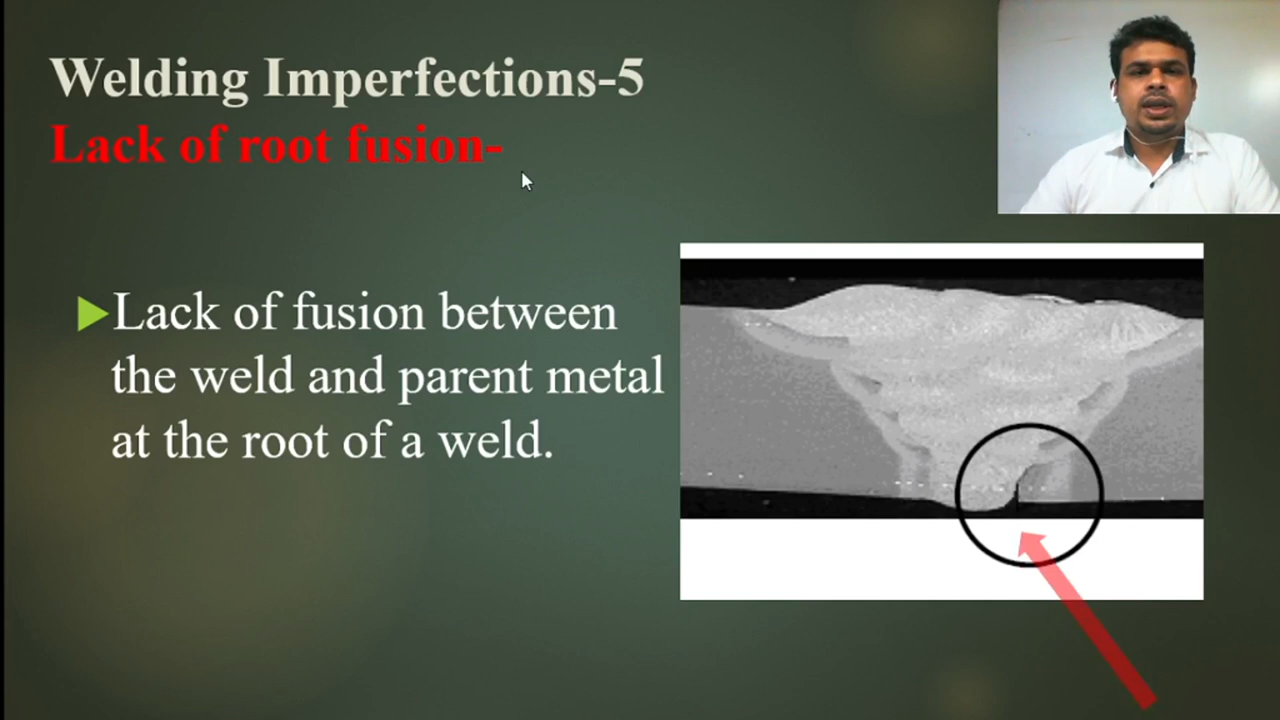 Welding Imperfections-5
Lack of root fusion-
Lack of fusion between
the weld and parent metal
at the root of a weld.